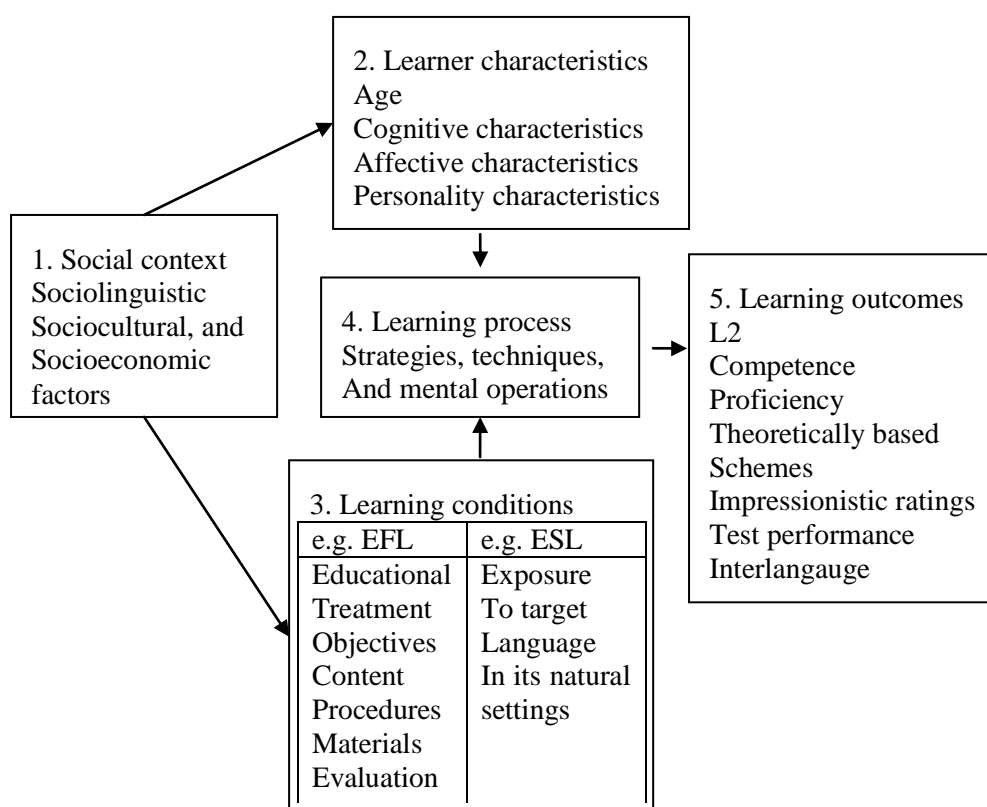 2. Learner characteristics
Age
Cognitive characteristics
Affective characteristics
Personality characteristics
1. Social context
Sociolinguistic
Sociocultural, and
Socioeconomic
factors
4. Learning process
Strategies, techniques,
And mental operations
5. Learning outcomes
L2
Competence
Proficiency
Theoretically based
Schemes
Impressionistic ratings
Test performance
Interlangauge
3. Learning conditions
e.g. EFL
Educational
Treatment
Objectives
Content
Procedures
Materials
Evaluation
e.g. ESL
Exposure
To target
Language
In its natural
settings